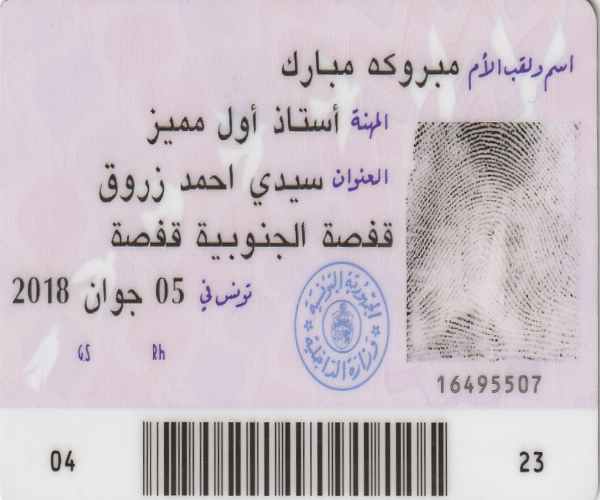 اسم ولقب الأم مبروكه مبارك
المهنة أستاذ أول مميز
العنوان سيدي احمد زروق
قفصة الجنوبية قفصة
تونس في 05 جوان 2018
G.S Rh
الجمهورية التونسية
وزارة الداخلية
16495507
04 23